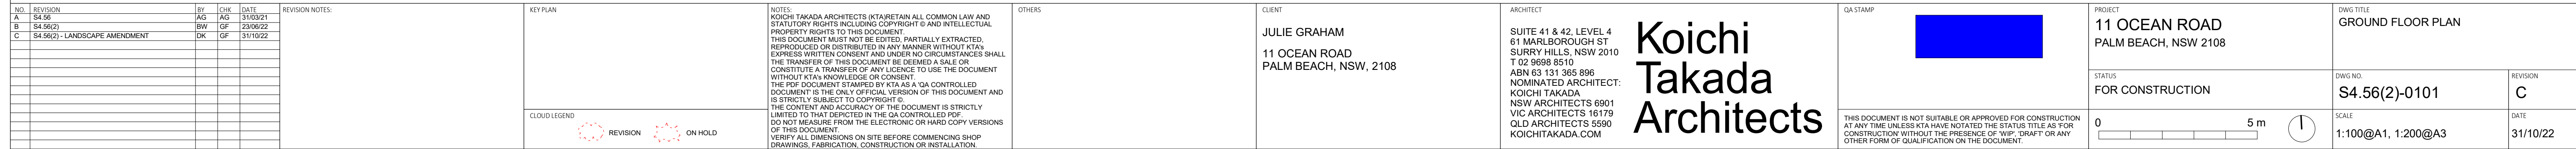 NO. REVISION BY CHK DATE
A S4.56 AG AG 31/03/21
B S4.56(2) BW GF 23/06/22
C S4.56(2) - LANDSCAPE AMENDMENT DK GF 31/10/22
REVISION NOTES:
KEY PLAN
CLOUD LEGEND
REVISION
ON HOLD
NOTES:
KOICHI TAKADA ARCHITECTS (KTA)RETAIN ALL COMMON LAW AND
STATUTORY RIGHTS INCLUDING COPYRIGHT © AND INTELLECTUAL
PROPERTY RIGHTS TO THIS DOCUMENT.
THIS DOCUMENT MUST NOT BE EDITED, PARTIALLY EXTRACTED,
REPRODUCED OR DISTRIBUTED IN ANY MANNER WITHOUT KTA's
EXPRESS WRITTEN CONSENT AND UNDER NO CIRCUMSTANCES SHALL
THE TRANSFER OF THIS DOCUMENT BE DEEMED A SALE OR
CONSTITUTE A TRANSFER OF ANY LICENCE TO USE THE DOCUMENT
WITHOUT KTA's KNOWLEDGE OR CONSENT.
THE PDF DOCUMENT STAMPED BY KTA AS A 'QA CONTROLLED
DOCUMENT' IS THE ONLY OFFICIAL VERSION OF THIS DOCUMENT AND
IS STRICTLY SUBJECT TO COPYRIGHT ©.
THE CONTENT AND ACCURACY OF THE DOCUMENT IS STRICTLY
LIMITED TO THAT DEPICTED IN THE QA CONTROLLED PDF.
DO NOT MEASURE FROM THE ELECTRONIC OR HARD COPY VERSIONS
OF THIS DOCUMENT.
VERIFY ALL DIMENSIONS ON SITE BEFORE COMMENCING SHOP
DRAWINGS, FABRICATION, CONSTRUCTION OR INSTALLATION.
OTHERS
CLIENT
JULIE GRAHAM
11 OCEAN ROAD
PALM BEACH, NSW, 2108
ARCHITECT
SUITE 41 & 42, LEVEL 4
61 MARLBOROUGH ST
SURRY HILLS, NSW 2010
T 02 9698 8510
ABN 63 131 365 896
NOMINATED ARCHITECT:
KOICHI TAKADA
NSW ARCHITECTS 6901
VIC ARCHITECTS 16179
QLD ARCHITECTS 5590
KOICHITAKADA.COM
Koichi
Takada
Architects
QA STAMP
THIS DOCUMENT IS NOT SUITABLE OR APPROVED FOR CONSTRUCTION
AT ANY TIME UNLESS KTA HAVE NOTATED THE STATUS TITLE AS 'FOR
CONSTRUCTION' WITHOUT THE PRESENCE OF 'WIP', 'DRAFT' OR ANY
OTHER FORM OF QUALIFICATION ON THE DOCUMENT.
PROJECT
11 OCEAN ROAD
PALM BEACH, NSW 2108
STATUS
FOR CONSTRUCTION
0 5 m
DWG TITLE
GROUND FLOOR PLAN
DWG NO.
S4.56(2)-0101
REVISION
C
SCALE
1:100@A1, 1:200@A3
DATE
31/10/22